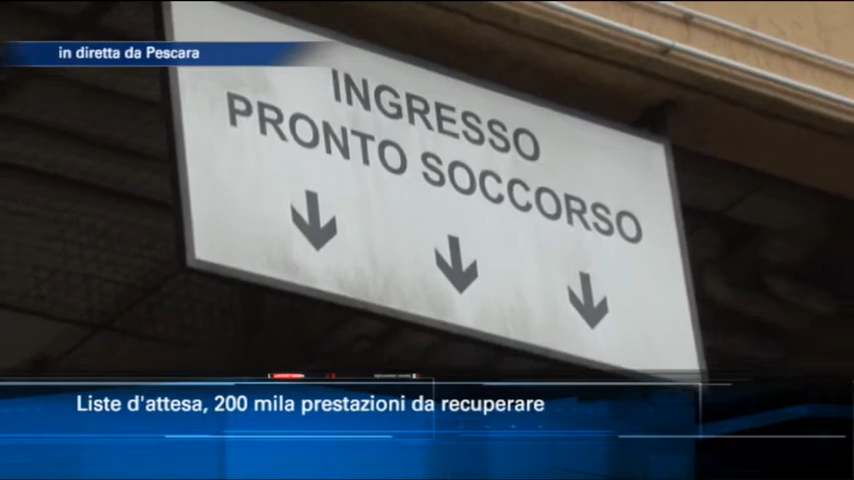 in diretta da Pescara
INGRESSO
PRONTO SOCCORSO
Liste d'attesa, 200 mila prestazioni da recuperare